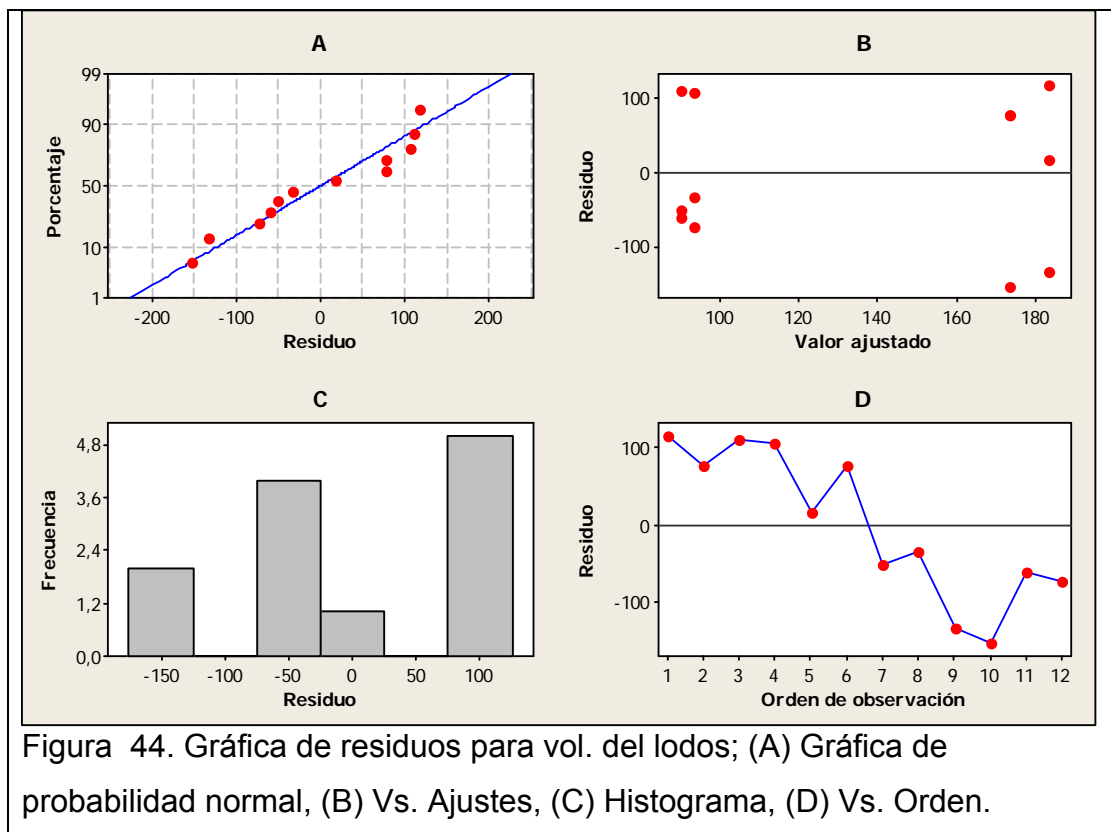 A
Porcentaje
99
90
50
10
1
-200 -100 0 100 200
Residuo
B
Residuo
100
0
-100
100 120 140 160 180
Valor ajustado
C
Frecuencia
4,8
3,6
2,4
1,2
0,0
-150 -100 -50 0 50 100
Residuo
D
Residuo
100
0
-100
1 2 3 4 5 6 7 8 9 10 11 12
Orden de observación
Figura 44. Gráfica de residuos para vol. del lodos; (A) Gráfica de
probabilidad normal, (B) Vs. Ajustes, (C) Histograma, (D) Vs. Orden.